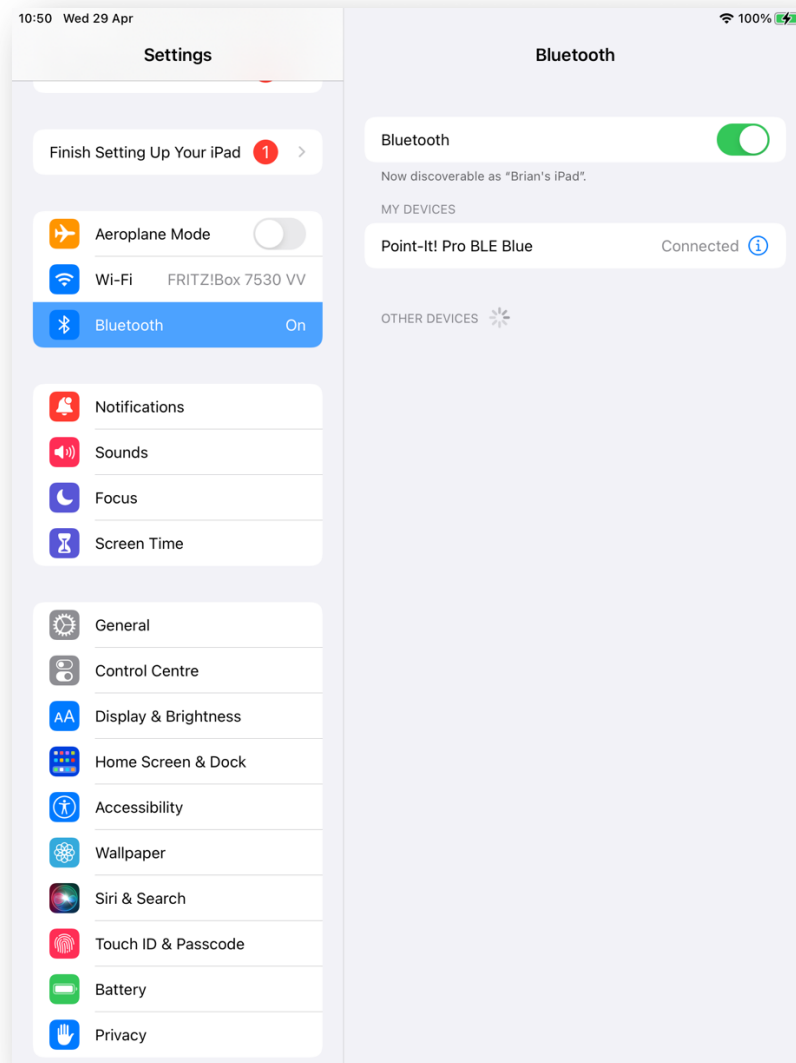 10:50 Wed 29 Apr
100%
Settings
Finish Setting Up Your iPad 1
Aeroplane Mode
Wi-Fi FRITZ!Box 7530 VV
Bluetooth On
Notifications
Sounds
Focus
Screen Time
General
Control Centre
AA Display & Brightness
Home Screen & Dock
Accessibility
Wallpaper
Siri & Search
Touch ID & Passcode
Battery
Privacy
Bluetooth
Bluetooth
Now discoverable as “Brian's iPad”.
MY DEVICES
Point-It! Pro BLE Blue Connected
OTHER DEVICES